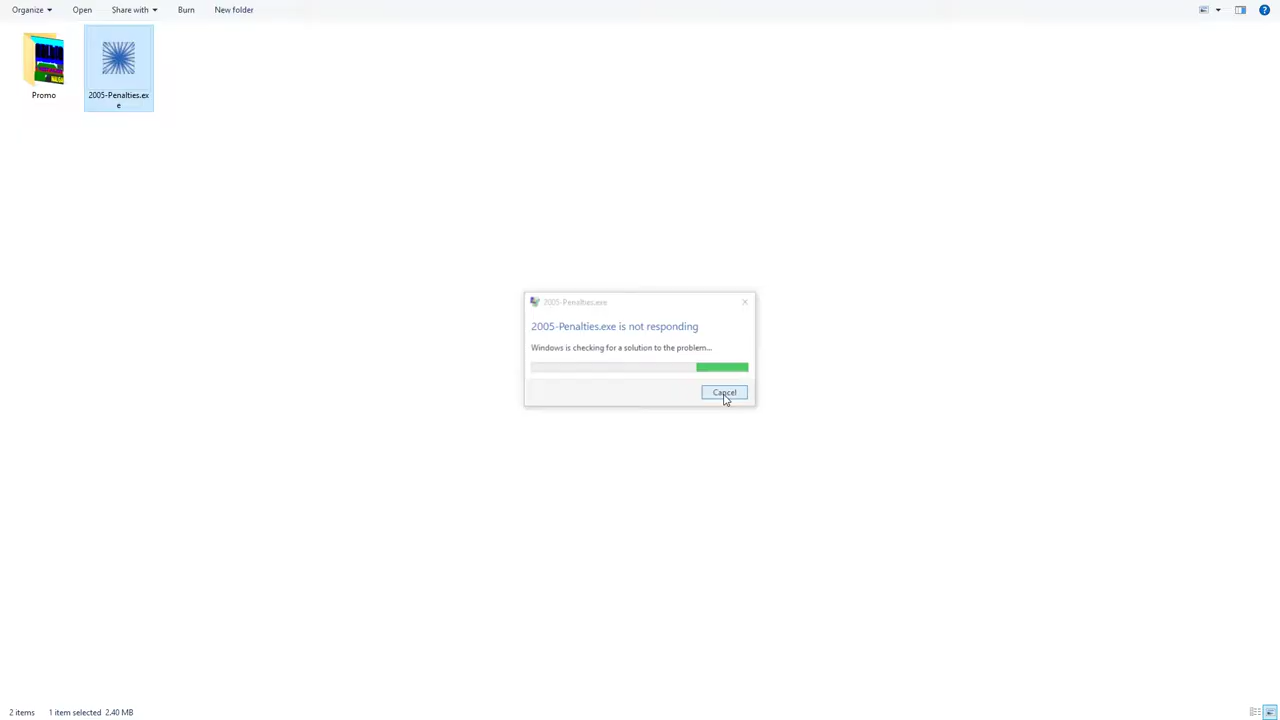 Organize Open Share with Burn New folder
Promo
2005-Penalties.ex
e
2005-Penalties.exe
2005-Penalties.exe is not responding
Windows is checking for a solution to the problem...
Cancel
2 items 1 item selected 2.40 MB